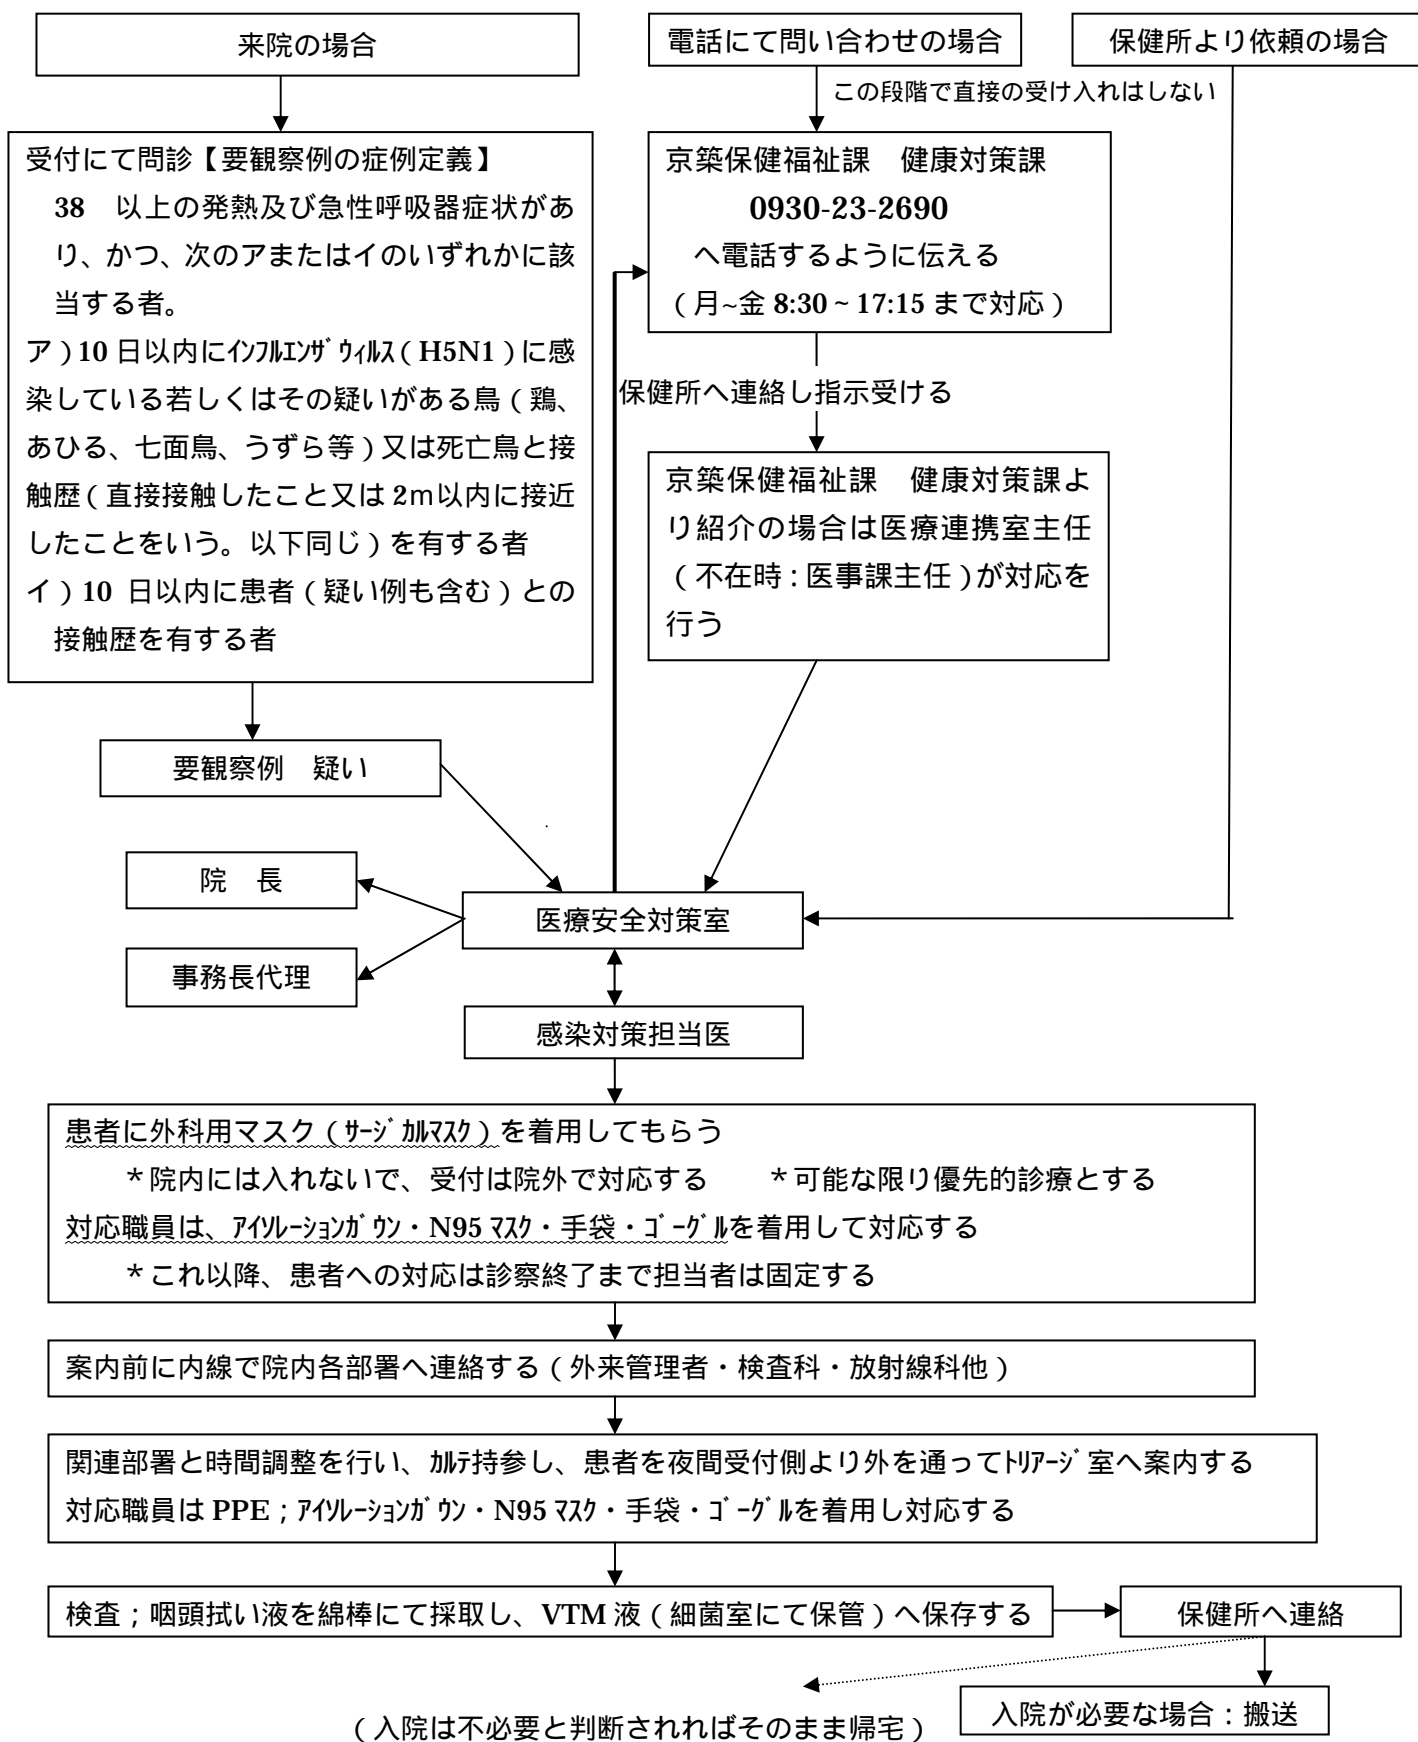 来院の場合
電話にて問い合わせの場合
保健所より依頼の場合
この段階で直接の受け入れはしない
受付にて問診【要観察例の症例定義】
38　以上の発熱及び急性呼吸器症状があ
り、かつ、次のアまたはイのいずれかに該
当する者。
ア）10 日以内にｲﾝﾌﾙｴﾝｻﾞｳｨﾙｽ（H5N1）に感
染している若しくはその疑いがある鳥（鶏、
あひる、七面鳥、うずら等）又は死亡鳥と接
触歴（直接接触したこと又は 2m以内に接近
したことをいう。以下同じ）を有する者
イ）10 日以内に患者（疑い例も含む）との
接触歴を有する者
京築保健福祉課　健康対策課
0930-23-2690
へ電話するように伝える
（月~金 8:30～17:15 まで対応）
保健所へ連絡し指示受ける
京築保健福祉課　健康対策課よ
り紹介の場合は医療連携室主任
（不在時：医事課主任）が対応を
行う
要観察例　疑い
院　長
医療安全対策室
事務長代理
感染対策担当医
患者に外科用マスク（ｻｰｼﾞｶﾙﾏｽｸ）を着用してもらう
＊院内には入れないで、受付は院外で対応する　　＊可能な限り優先的診療とする
対応職員は、ｱｲｿﾚｰｼｮﾝｶﾞｳﾝ・N95 ﾏｽｸ・手袋・ｺﾞｰｸﾞﾙを着用して対応する
＊これ以降、患者への対応は診察終了まで担当者は固定する
案内前に内線で院内各部署へ連絡する（外来管理者・検査科・放射線科他）
関連部署と時間調整を行い、ｶﾙﾃ持参し、患者を夜間受付側より外を通ってﾄﾘｱｰｼﾞ室へ案内する
対応職員は PPE；ｱｲｿﾚｰｼｮﾝｶﾞｳﾝ・N95 ﾏｽｸ・手袋・ｺﾞｰｸﾞﾙを着用し対応する
検査；咽頭拭い液を綿棒にて採取し、VTM 液（細菌室にて保管）へ保存する
保健所へ連絡
入院が必要な場合：搬送
（入院は不必要と判断されればそのまま帰宅）